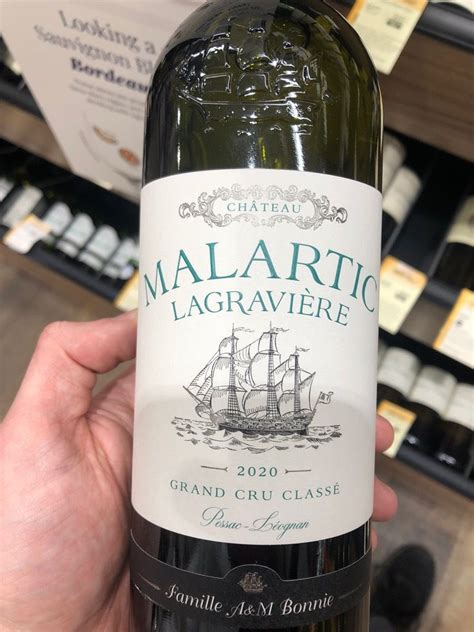 Looking a
Sauvignon Bl
Bordeau
CHÂTEAU
MALARTIC
LAGRAVIÈRE
2020
GRAND CRU CLASSÉ
Pessac-Léognan
Famille A&M Bonnie